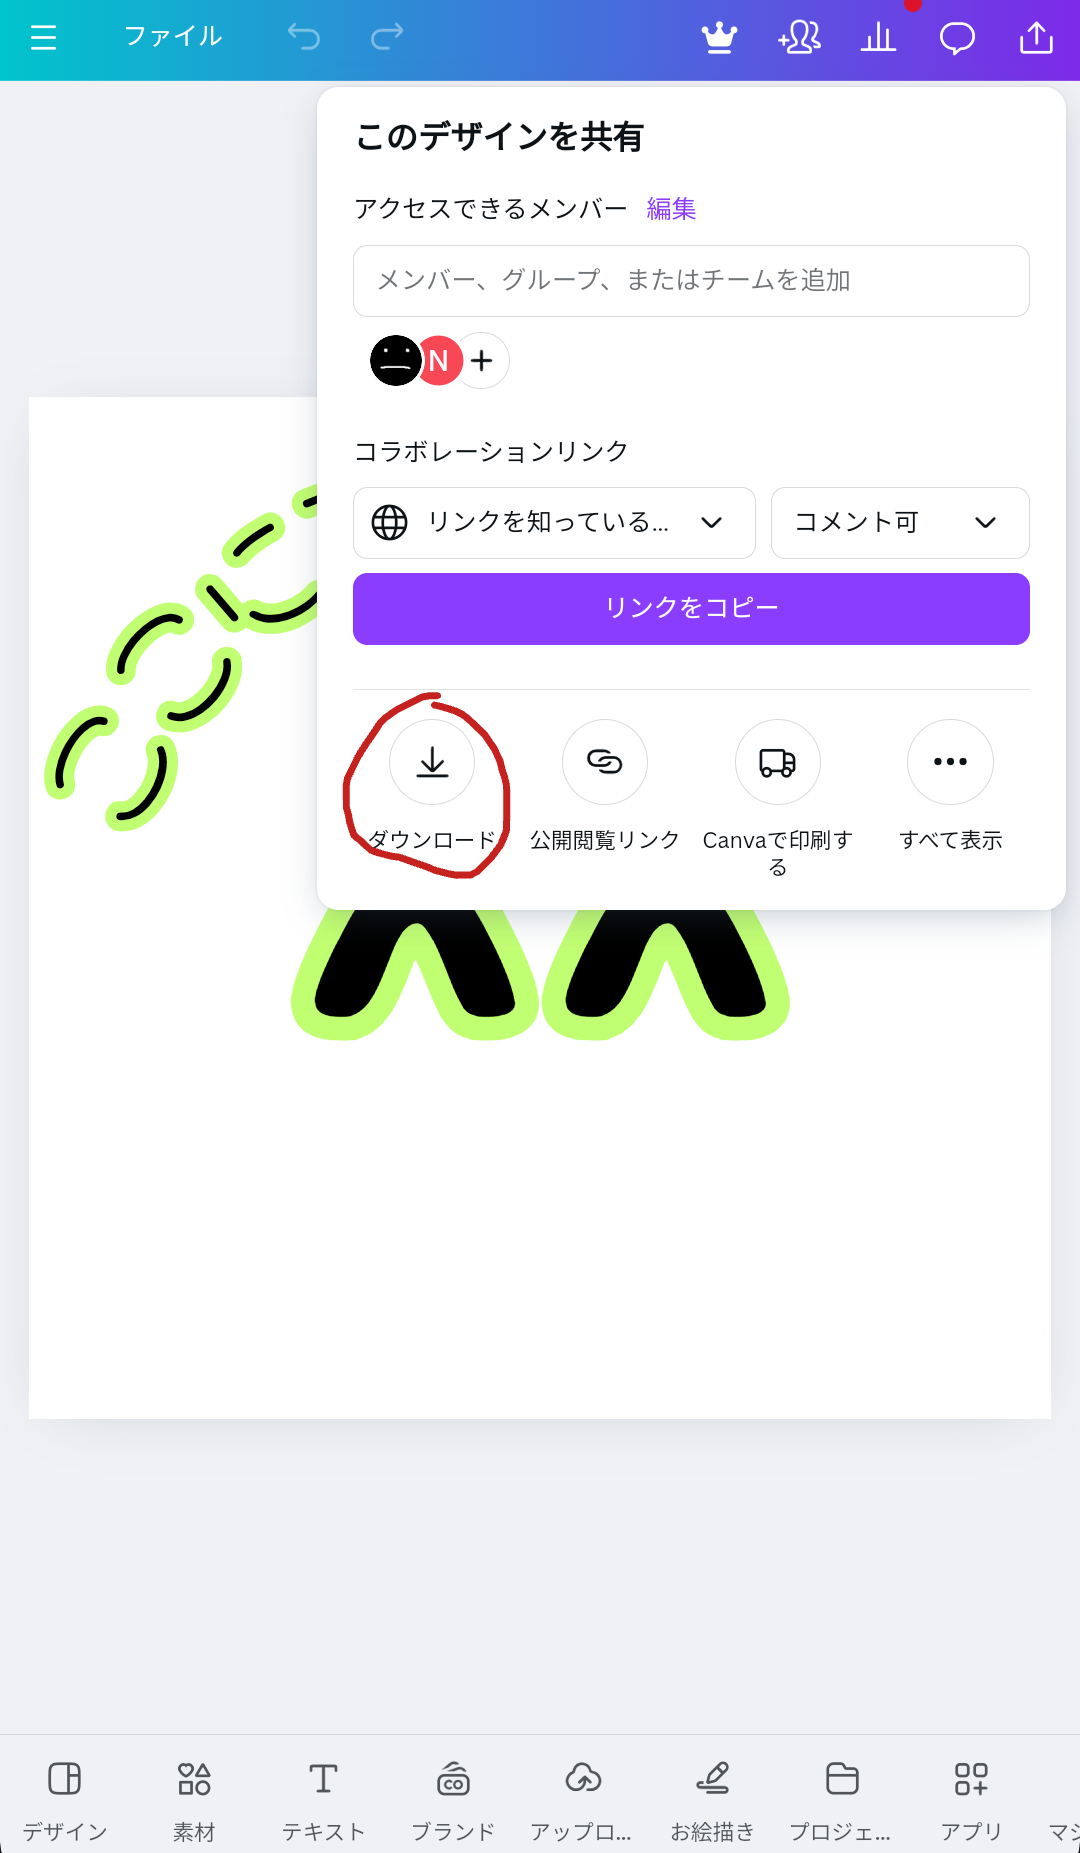 ファイル
このデザインを共有
アクセスできるメンバー 編集
メンバー、グループ、またはチームを追加
N
コラボレーションリンク
リンクを知っている... コメント可
リンクをコピー
ダウンロード 公開閲覧リンク Canvaで印刷す すべて表示
る
CO
デザイン 素材 テキスト ブランド アップロ... お絵描き プロジェ... アプリ マジ